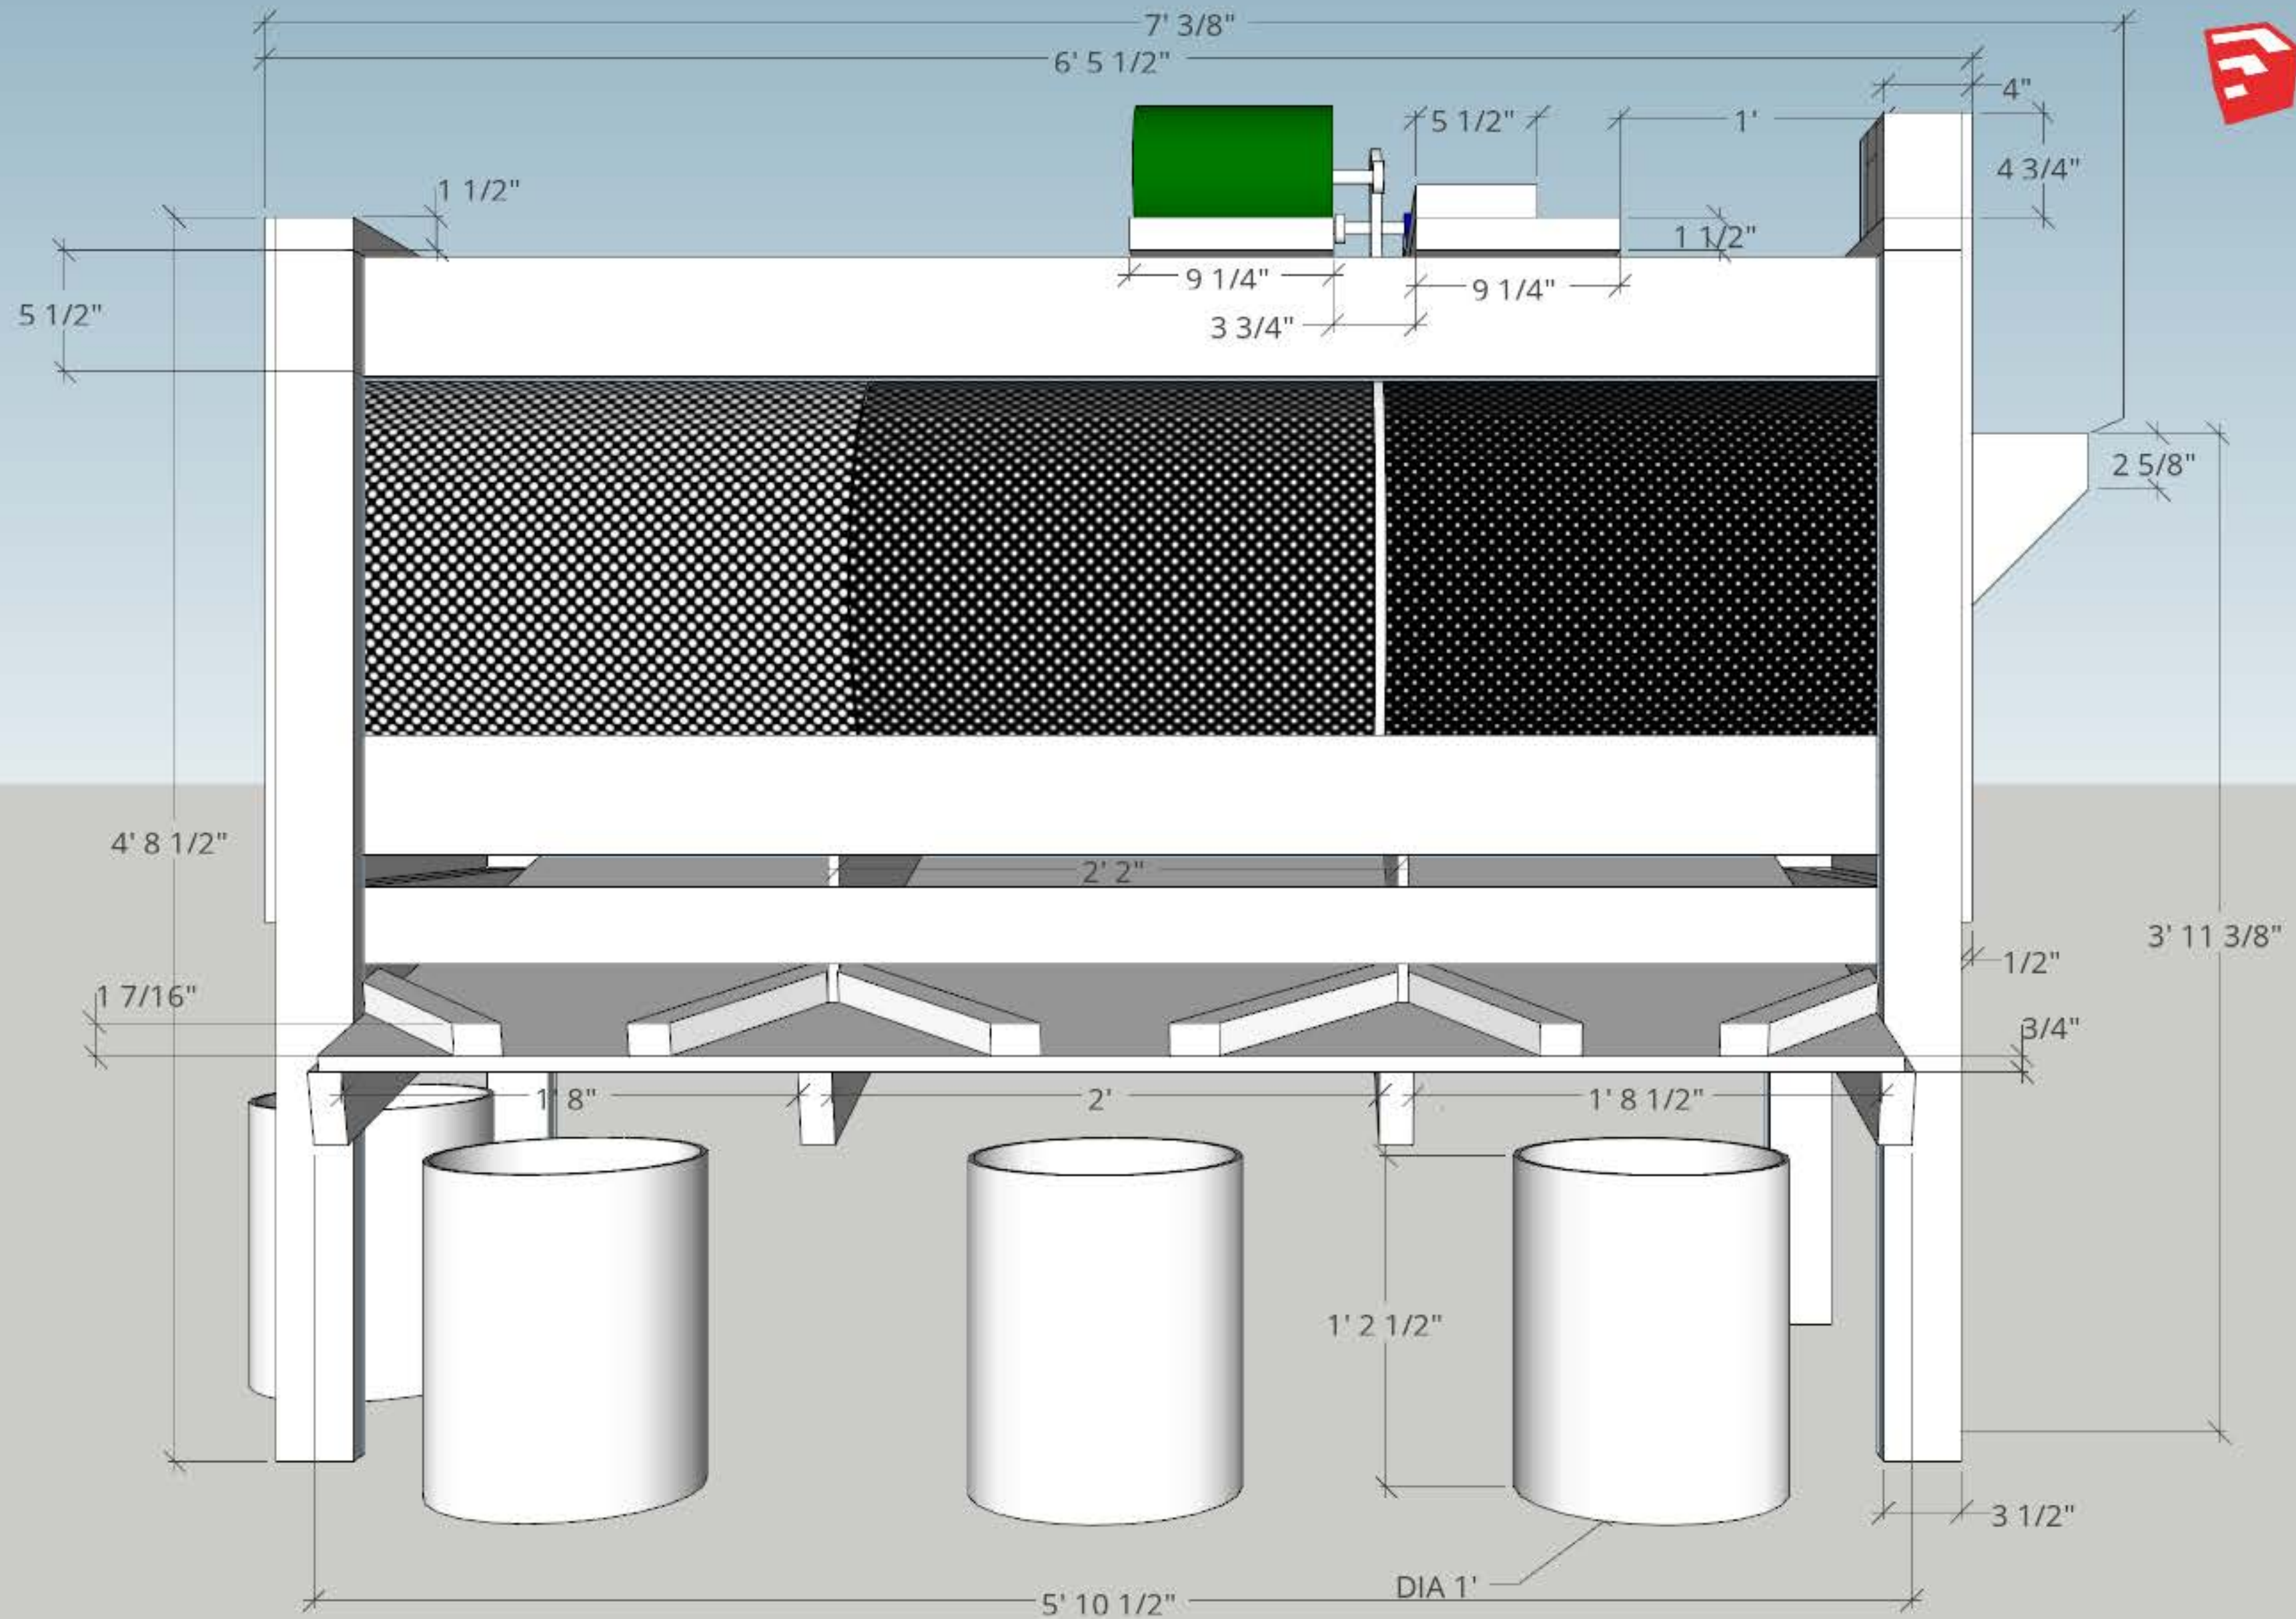 7' 3/8"
6' 5 1/2"
4"
5 1/2"
1'
4 3/4"
1 1/2"
1 1/2"
9 1/4"
9 1/4"
5 1/2"
3 3/4"
2 5/8"
4' 8 1/2"
2' 2"
3' 11 3/8"
1/2"
1 7/16"
3/4"
1' 8"
2'
1' 8 1/2"
1' 2 1/2"
3 1/2"
DIA 1'
5' 10 1/2"